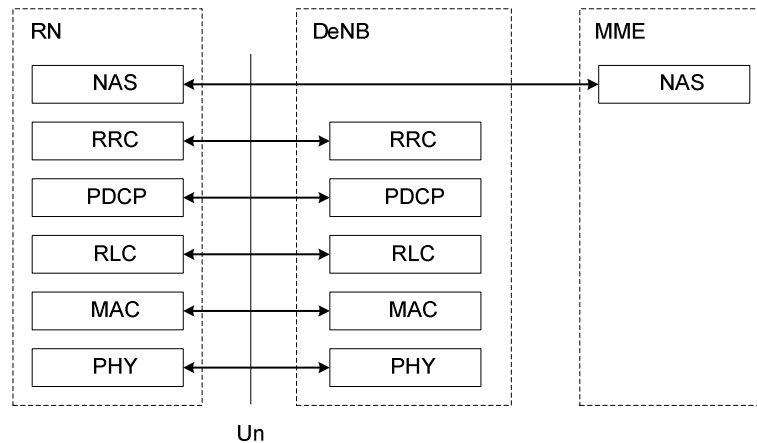 RN DeNB MME
NAS NAS
RRC RRC
PDCP PDCP
RLC RLC
MAC MAC
PHY PHY
Un